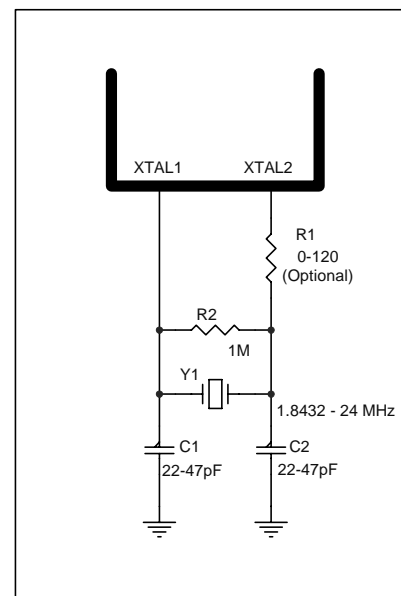 XTAL1 XTAL2
R1
0-120
(Optional)
R2
1M
Y1
1.8432 - 24 MHz
C1 C2
22-47pF 22-47pF